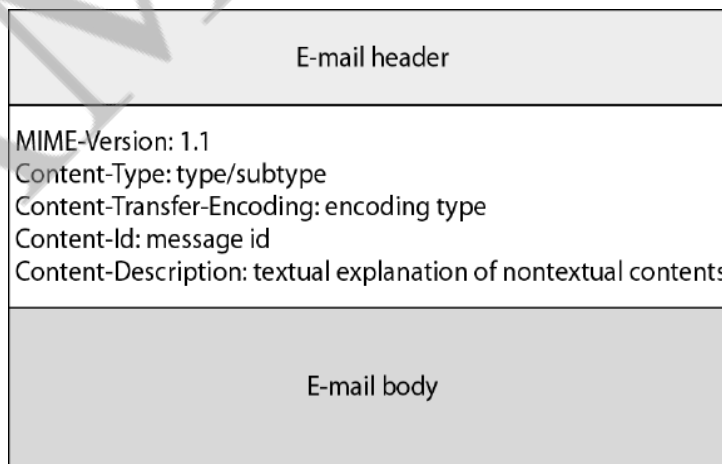 E-mail header
MIME-Version: 1.1
Content-Type: type/subtype
Content-Transfer-Encoding: encoding type
Content-Id: message id
Content-Description: textual explanation of nontextual contents
E-mail body